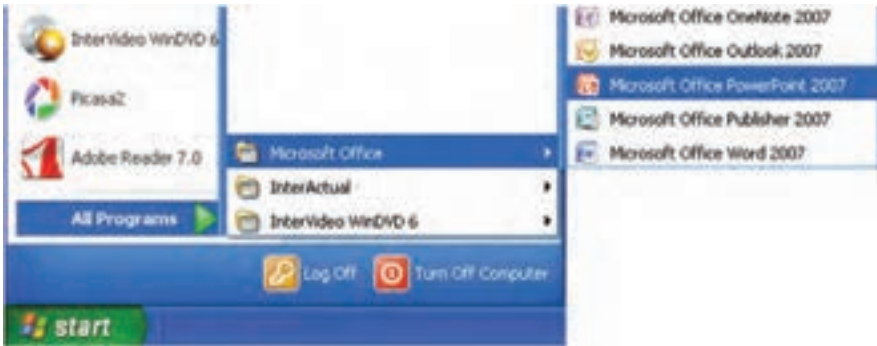 InterVideo WinDVD 6
Picasa2
Adobe Reader 7.0
All Programs
Microsoft Office
InterActual
InterVideo WinDVD 6
Microsoft Office OneNote 2007
Microsoft Office Outlook 2007
Microsoft Office PowerPoint 2007
Microsoft Office Publisher 2007
Microsoft Office Word 2007
Log Off
Turn Off Computer
start